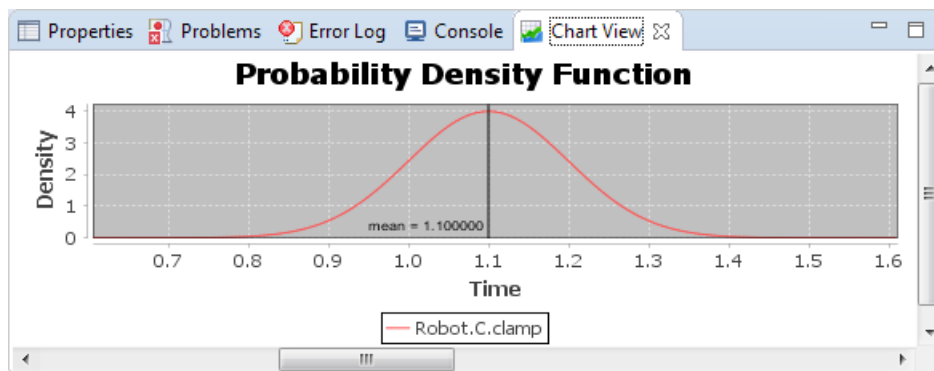 Properties Problems Error Log Console Chart View
Probability Density Function
4
3
2
1
0
Density
mean = 1.100000
0.7 0.8 0.9 1.0 1.1 1.2 1.3 1.4 1.5 1.6
Time
Robot.C.clamp